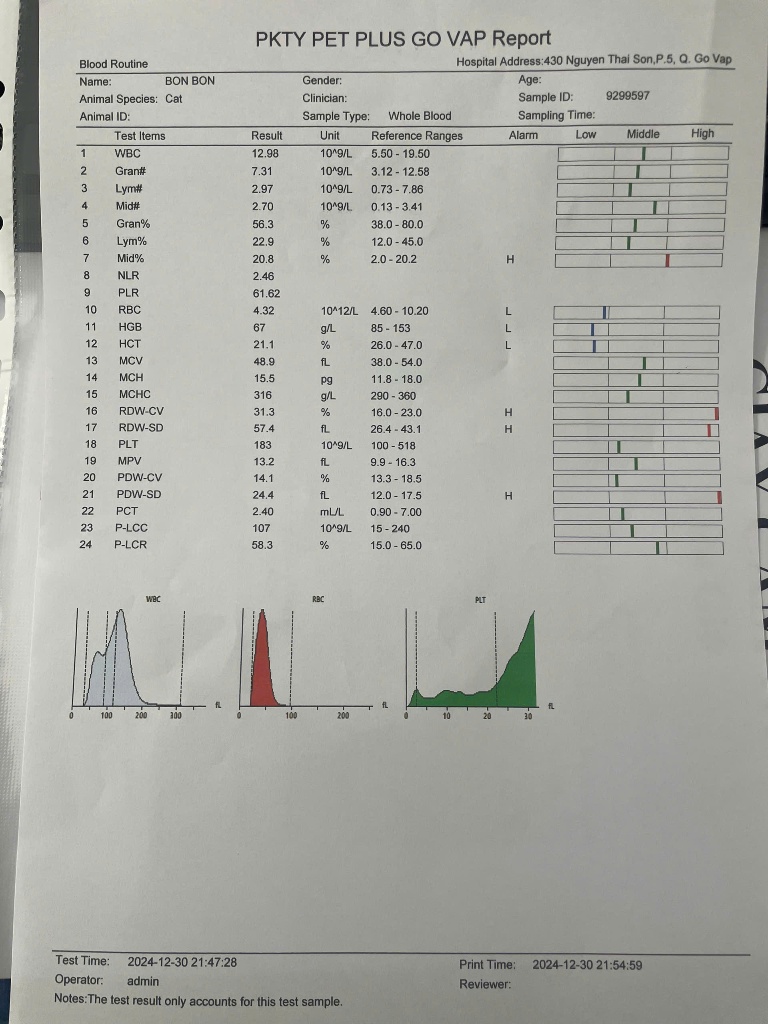 PKTY PET PLUS GO VAP Report
Blood Routine Hospital Address:430 Nguyen Thai Son,P.5, Q. Go Vap
Name: BON BON Gender: Age:
Animal Species: Cat Clinician: Sample ID: 9299597
Animal ID: Sample Type: Whole Blood Sampling Time:
Test Items Result Unit Reference Ranges Alarm Low Middle High
1 WBC 12.98 10^9/L 5.50 - 19.50
2 Gran# 7.31 10^9/L 3.12 - 12.58
3 Lym# 2.97 10^9/L 0.73 - 7.86
4 Mid# 2.70 10^9/L 0.13 - 3.41
5 Gran% 56.3 % 38.0 - 80.0
6 Lym% 22.9 % 12.0 - 45.0
7 Mid% 20.8 % 2.0 - 20.2 H
8 NLR 2.46
9 PLR 61.62
10 RBC 4.32 10^12/L 4.60 - 10.20 L
11 HGB 67 g/L 85 - 153 L
12 HCT 21.1 % 26.0 - 47.0 L
13 MCV 48.9 fL 38.0 - 54.0
14 MCH 15.5 pg 11.8 - 18.0
15 MCHC 316 g/L 290 - 360
16 RDW-CV 31.3 % 16.0 - 23.0 H
17 RDW-SD 57.4 fL 26.4 - 43.1 H
18 PLT 183 10^9/L 100 - 518
19 MPV 13.2 fL 9.9 - 16.3
20 PDW-CV 14.1 % 13.3 - 18.5
21 PDW-SD 24.4 fL 12.0 - 17.5 H
22 PCT 2.40 mL/L 0.90 - 7.00
23 P-LCC 107 10^9/L 15 - 240
24 P-LCR 58.3 % 15.0 - 65.0
WBC RBC PLT
0 100 200 300 fL 0 100 200 fL 0 10 20 30 fL
Test Time: 2024-12-30 21:47:28 Print Time: 2024-12-30 21:54:59
Operator: admin Reviewer:
Notes:The test result only accounts for this test sample.